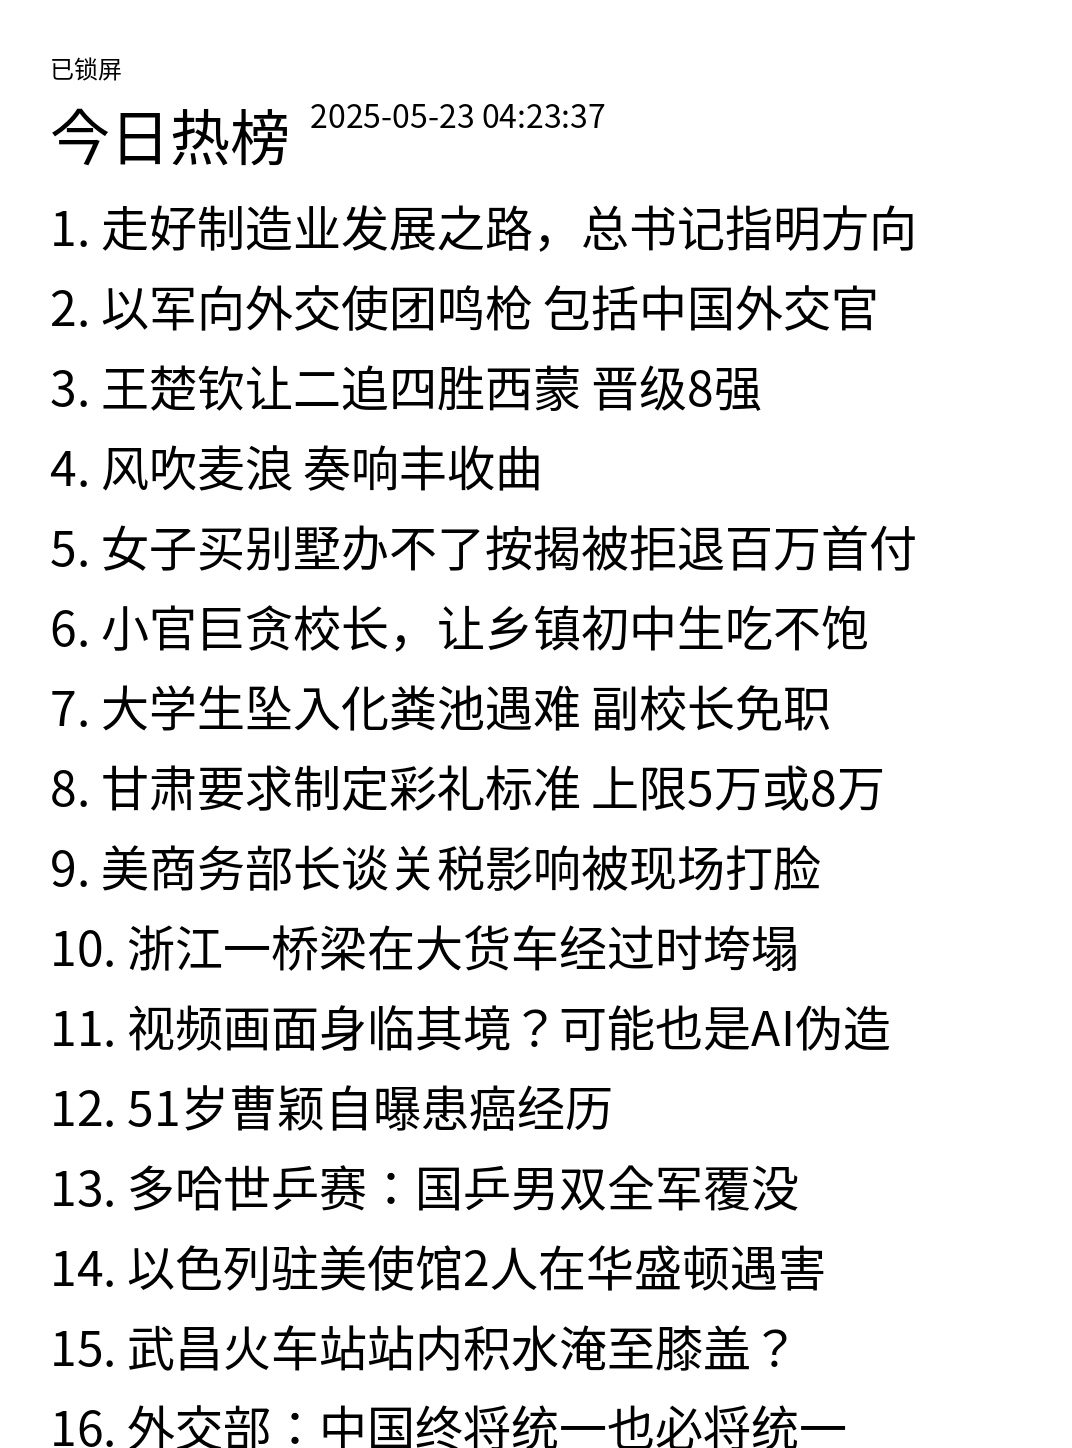 已锁屏
今日热榜 2025-05-23 04:23:37
1. 走好制造业发展之路，总书记指明方向
2. 以军向外交使团鸣枪 包括中国外交官
3. 王楚钦让二追四胜西蒙 晋级8强
4. 风吹麦浪 奏响丰收曲
5. 女子买别墅办不了按揭被拒退百万首付
6. 小官巨贪校长，让乡镇初中生吃不饱
7. 大学生坠入化粪池遇难 副校长免职
8. 甘肃要求制定彩礼标准 上限5万或8万
9. 美商务部长谈关税影响被现场打脸
10. 浙江一桥梁在大货车经过时垮塌
11. 视频画面身临其境？可能也是AI伪造
12. 51岁曹颖自曝患癌经历
13. 多哈世乒赛：国乒男双全军覆没
14. 以色列驻美使馆2人在华盛顿遇害
15. 武昌火车站站内积水淹至膝盖？
16. 外交部：中国终将统一也必将统一